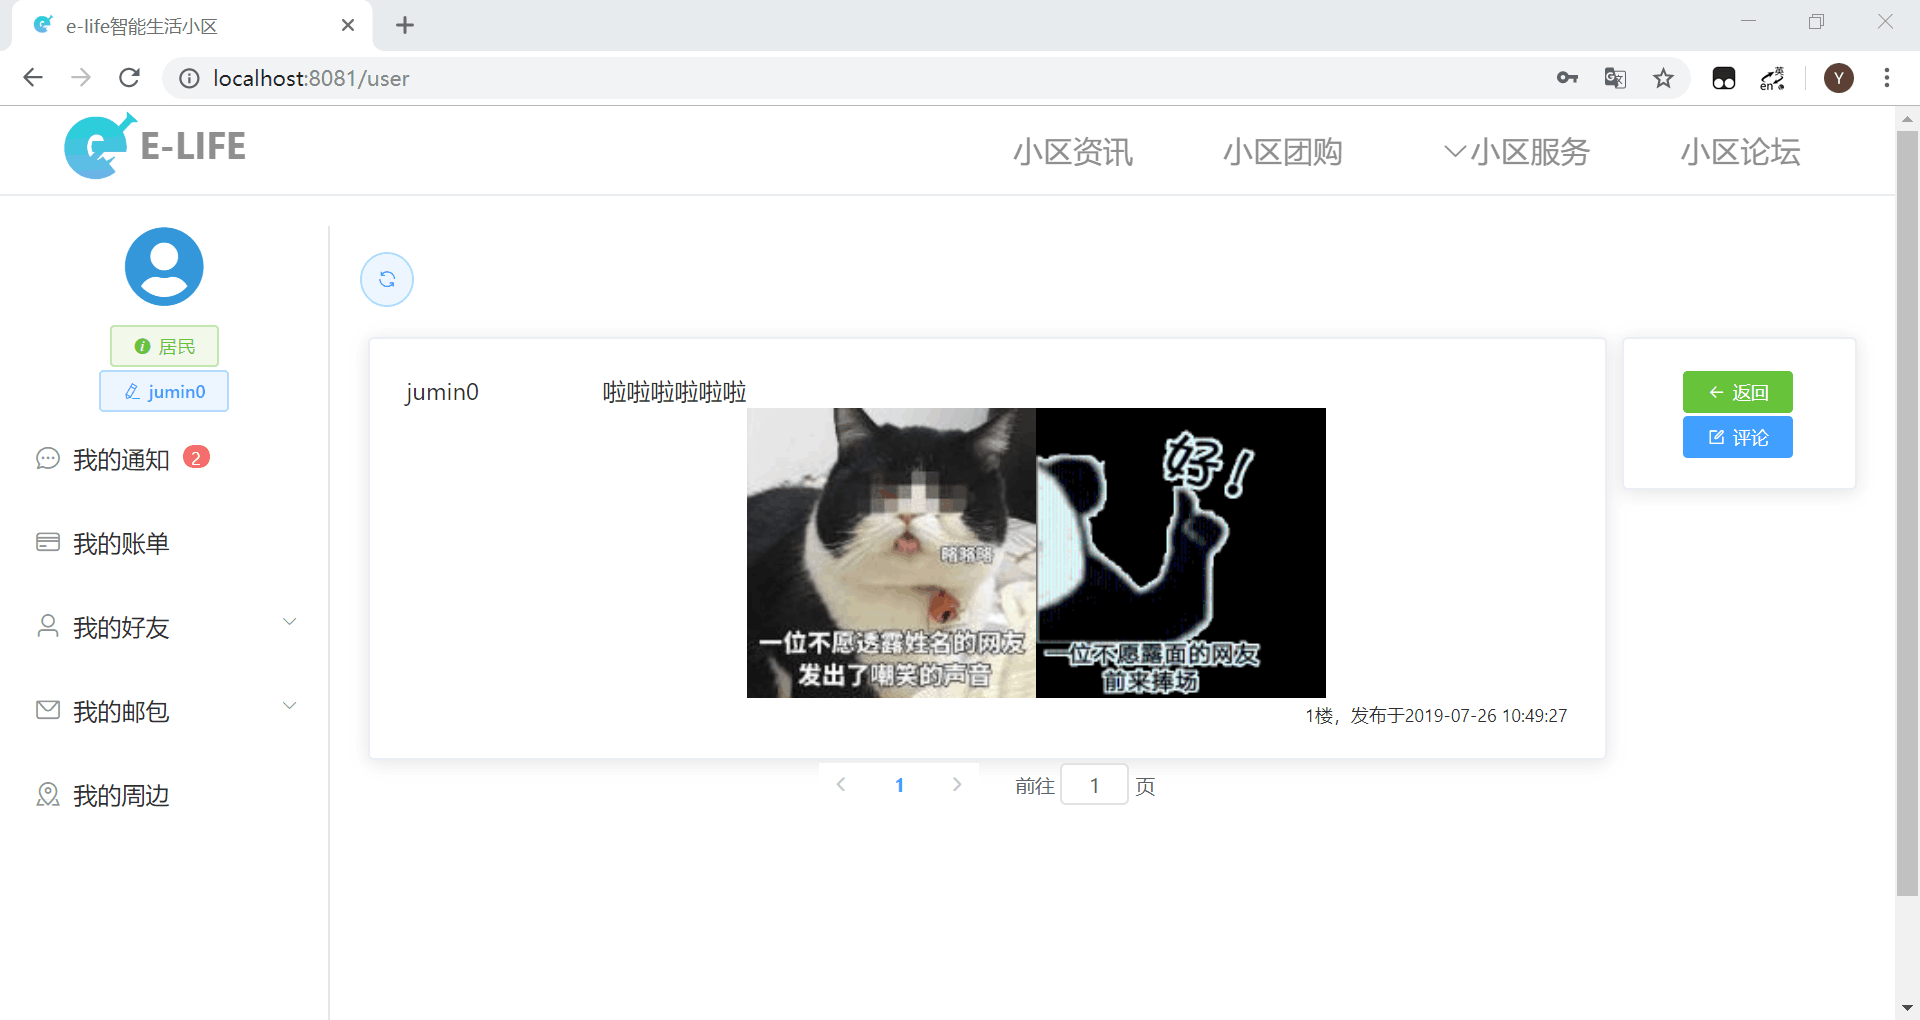 e-life智能生活小区
localhost:8081/user
英
en
Y
e
E-LIFE
小区资讯
小区团购
小区服务
小区论坛
居民
jumin0
我的通知 2
我的账单
我的好友
我的邮包
我的周边
jumin0
啦啦啦啦啦啦
咯咯咯
一位不愿透露姓名的网友
发出了嘲笑的声音
好!
一位不愿露面的网友
前来捧场
1楼，发布于2019-07-26 10:49:27
1
前往 1 页
返回
评论